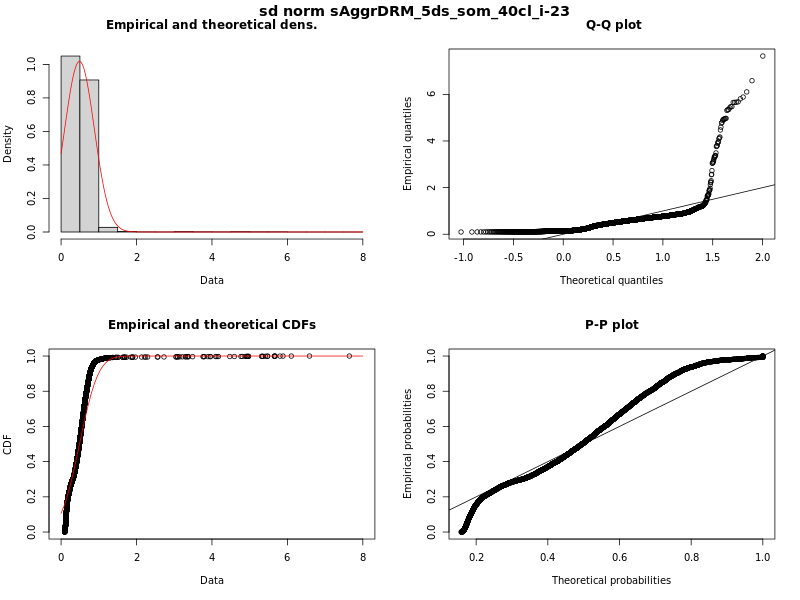 sd norm sAggrDRM_5ds_som_40cl_i-23
Empirical and theoretical dens.
Density
0.0 0.2 0.4 0.6 0.8 1.0
0 2 4 6 8
Data
Q-Q plot
Empirical quantiles
0 2 4 6
-1.0 -0.5 0.0 0.5 1.0 1.5 2.0
Theoretical quantiles
Empirical and theoretical CDFs
CDF
0.0 0.2 0.4 0.6 0.8 1.0
0 2 4 6 8
Data
P-P plot
Empirical probabilities
0.0 0.2 0.4 0.6 0.8 1.0
0.2 0.4 0.6 0.8 1.0
Theoretical probabilities